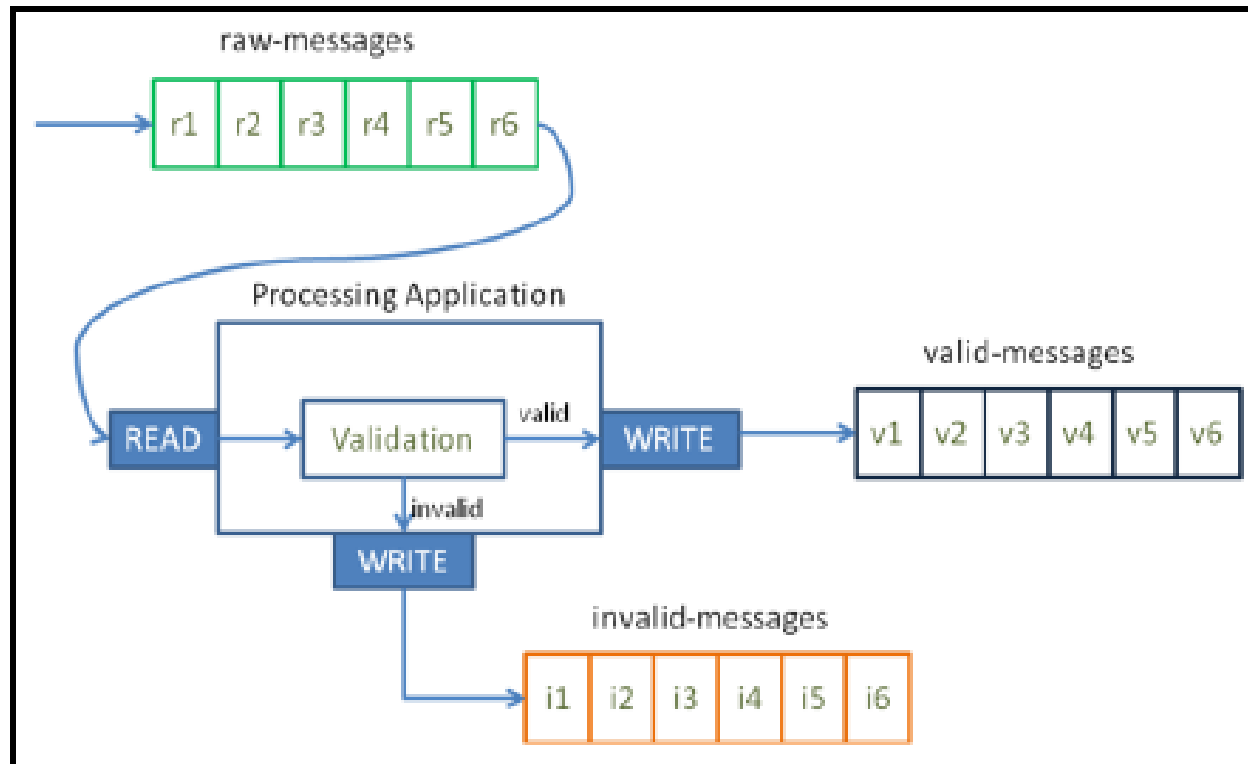 raw-messages
r1 r2 r3 r4 r5 r6
Processing Application
valid-messages
valid
READ
Validation
WRITE
v1 v2 v3 v4 v5 v6
invalid
WRITE
invalid-messages
i1 i2 i3 i4 i5 i6